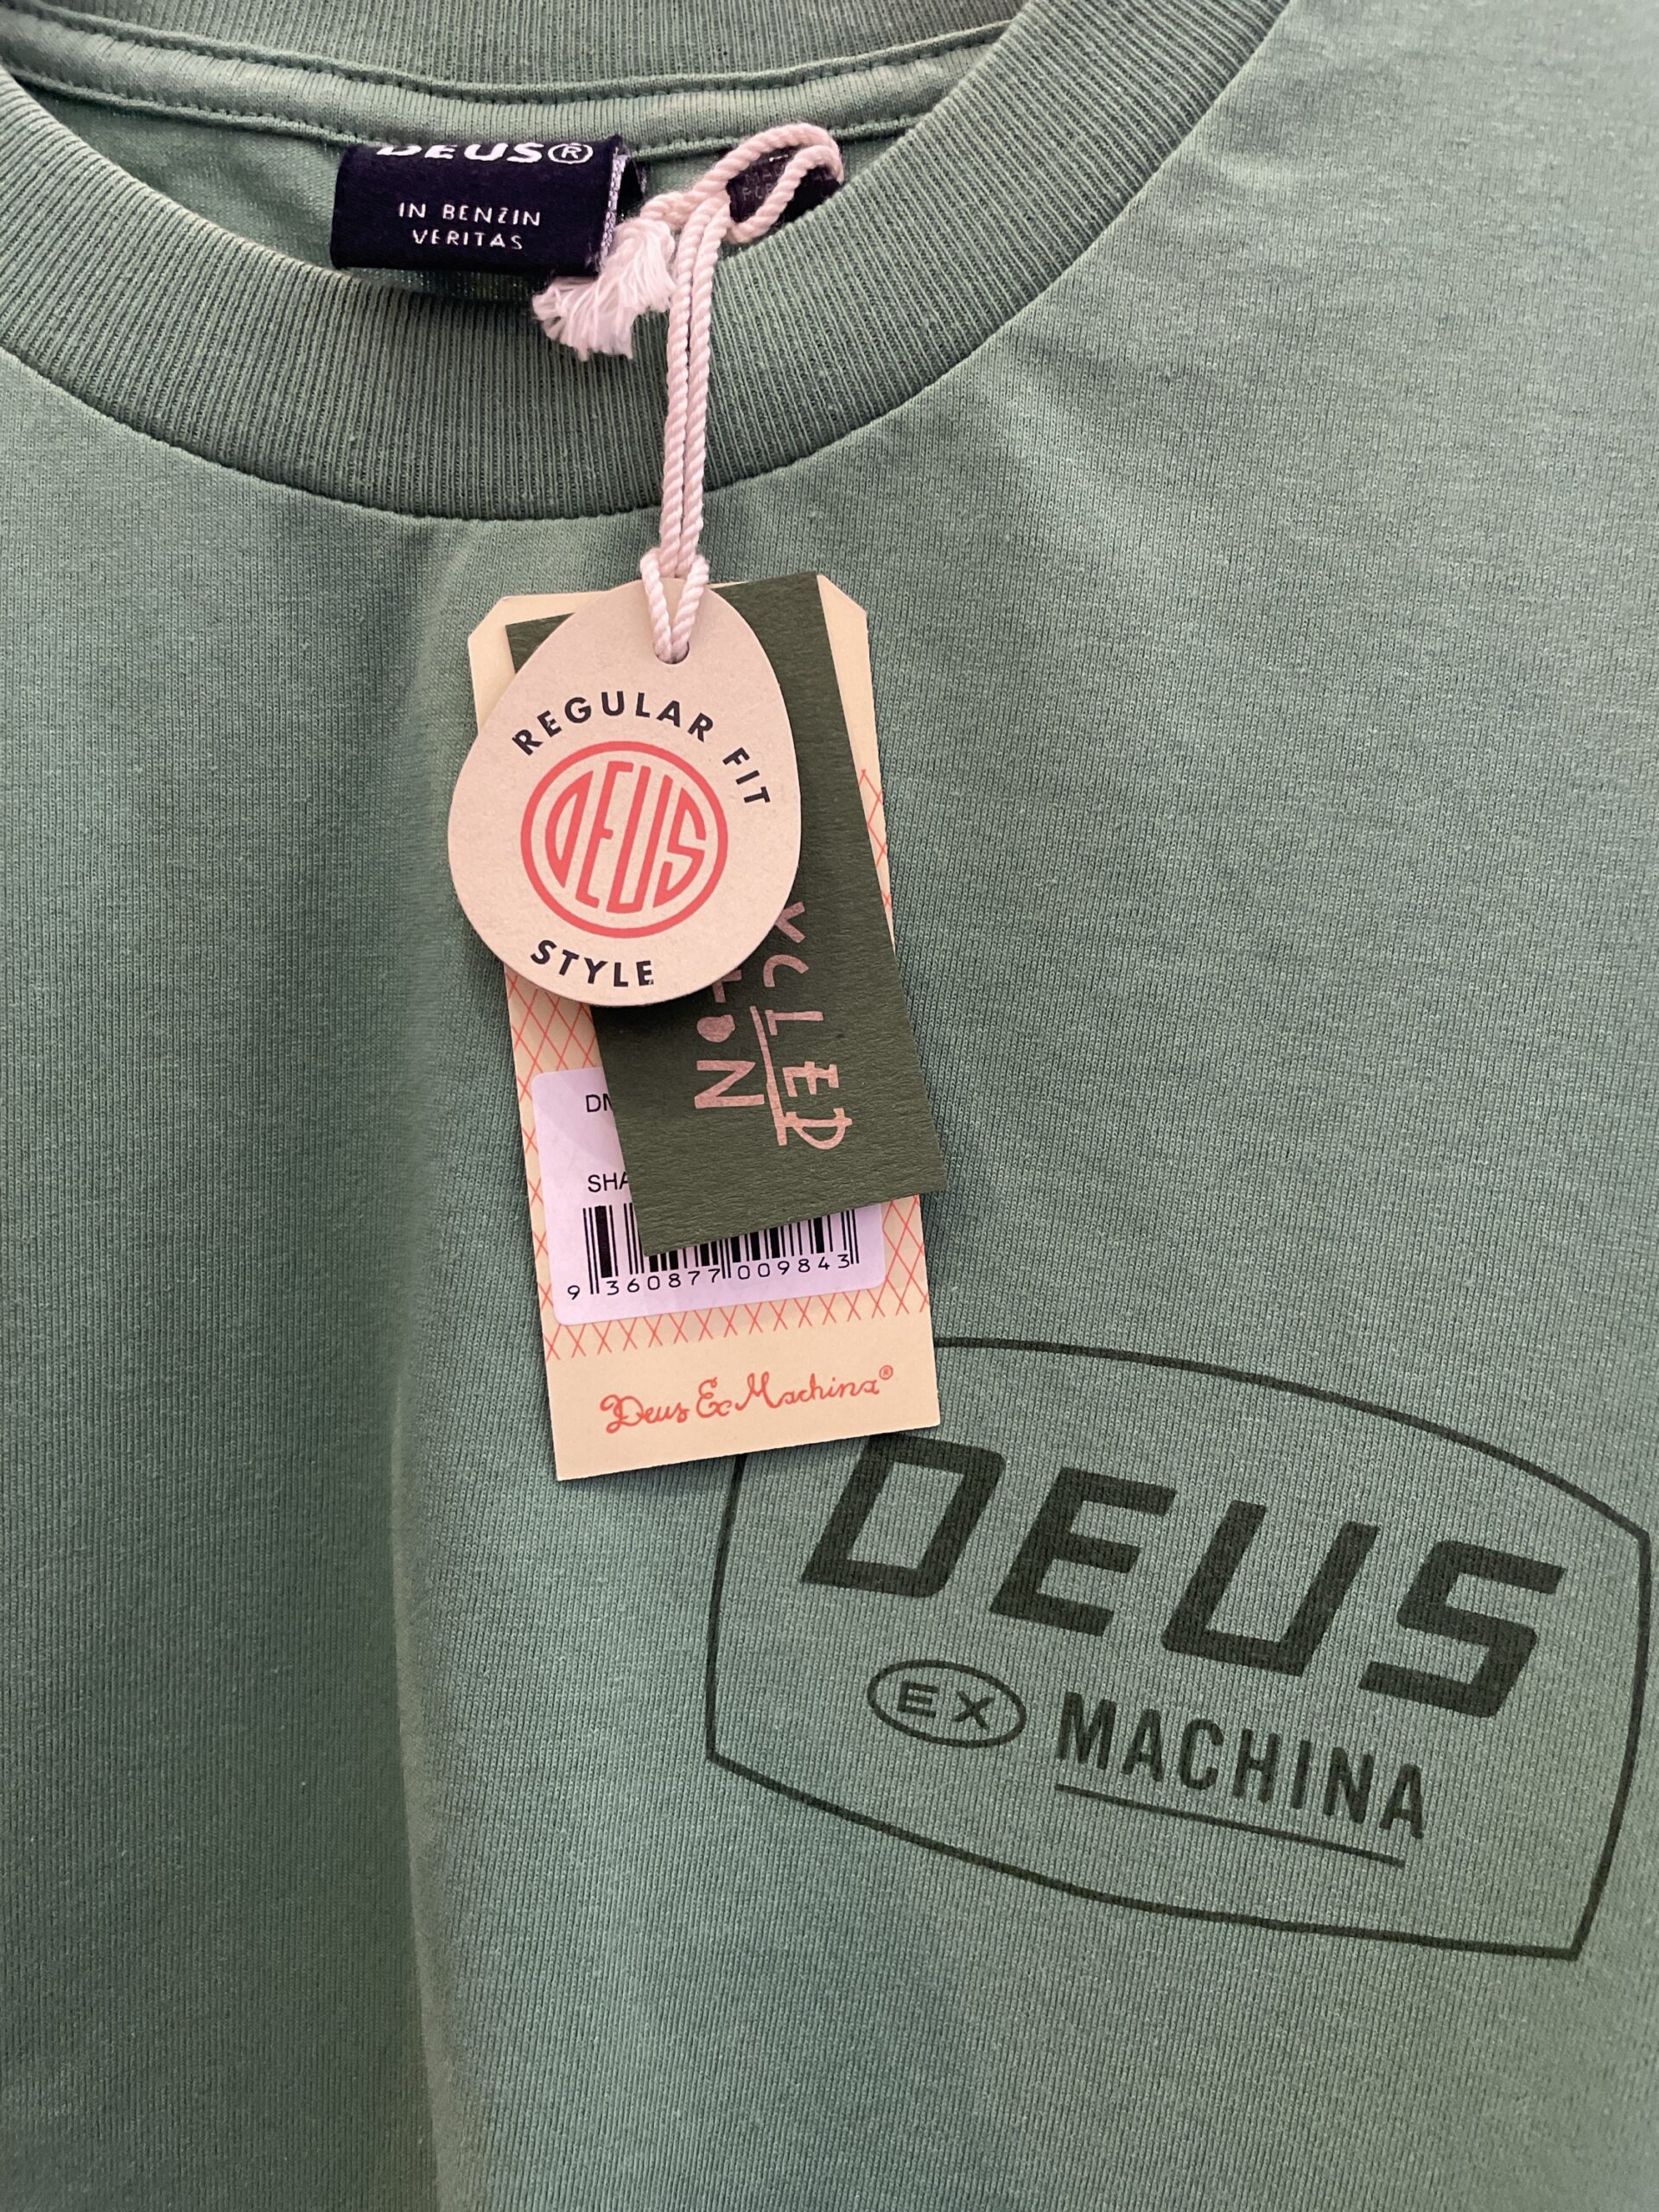 DEUS®
IN BENZIN
VERITAS
REGULAR FIT
DEUS
STYLE
9 360877 009843
Deus Ex Machina®
DEUS
EX MACHINA